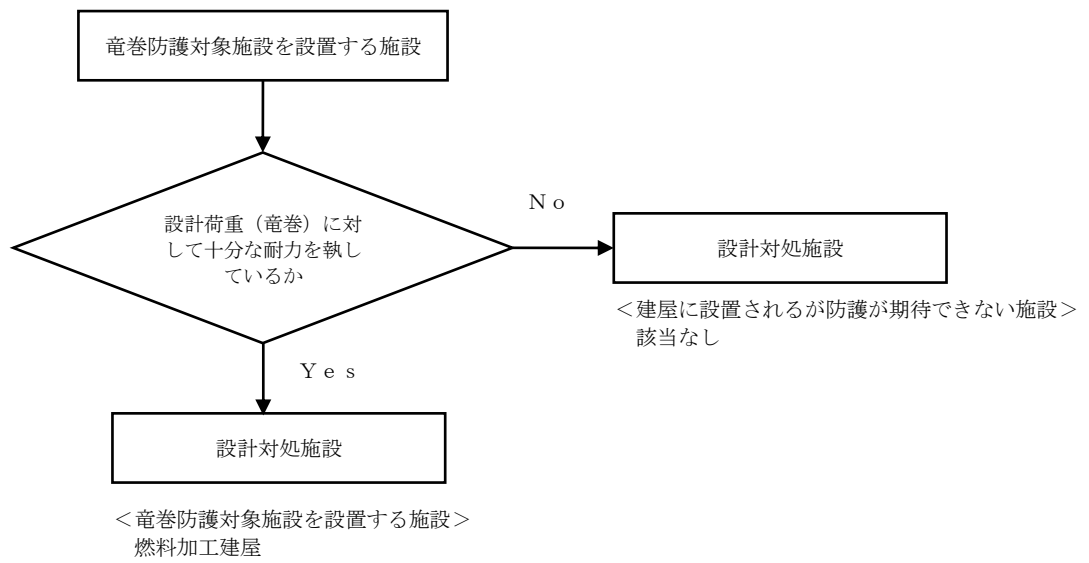 竜巻防護対象施設を設置する施設
設計荷重（竜巻）に対
して十分な耐力を執し
ているか
Ｎｏ
設計対処施設
＜建屋に設置されるが防護が期待できない施設＞
該当なし
Ｙｅｓ
設計対処施設
＜竜巻防護対象施設を設置する施設＞
燃料加工建屋